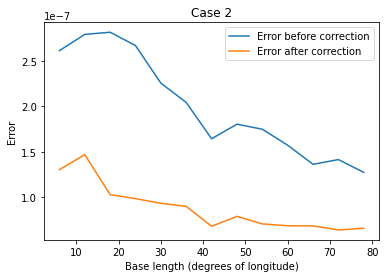 Case 2
1e−7
Error before correction
Error after correction
2.5
2.0
1.5
1.0
Error
10 20 30 40 50 60 70 80
Base length (degrees of longitude)